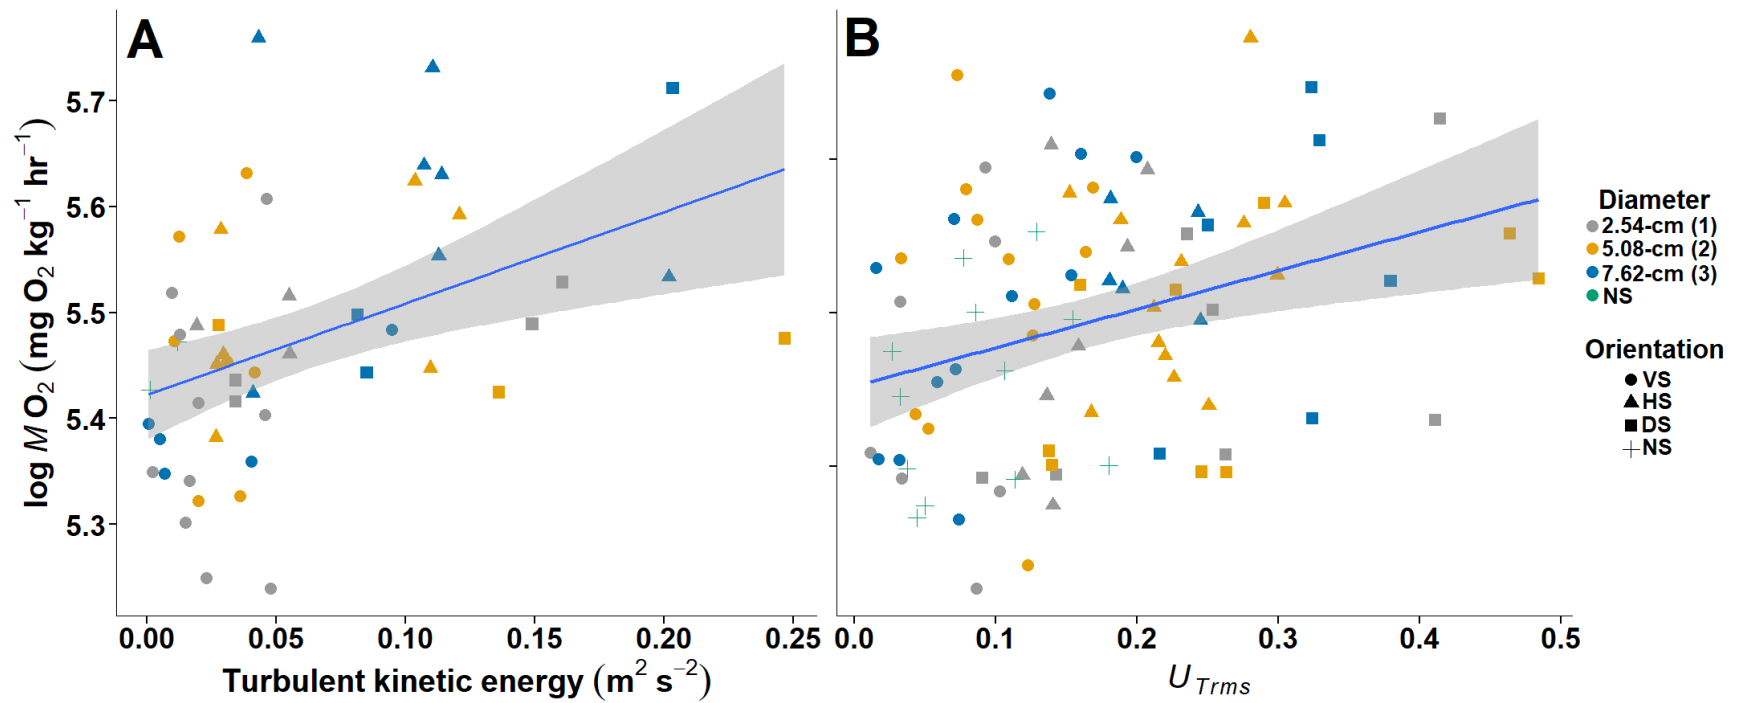 A
B
log M O2 (mg O2 kg−1 hr−1)
5.7
5.6
5.5
5.4
5.3
0.00 0.05 0.10 0.15 0.20 0.25
Turbulent kinetic energy (m2 s−2)
0.0 0.1 0.2 0.3 0.4 0.5
UTrms
Diameter
2.54-cm (1)
5.08-cm (2)
7.62-cm (3)
NS
Orientation
VS
HS
DS
NS